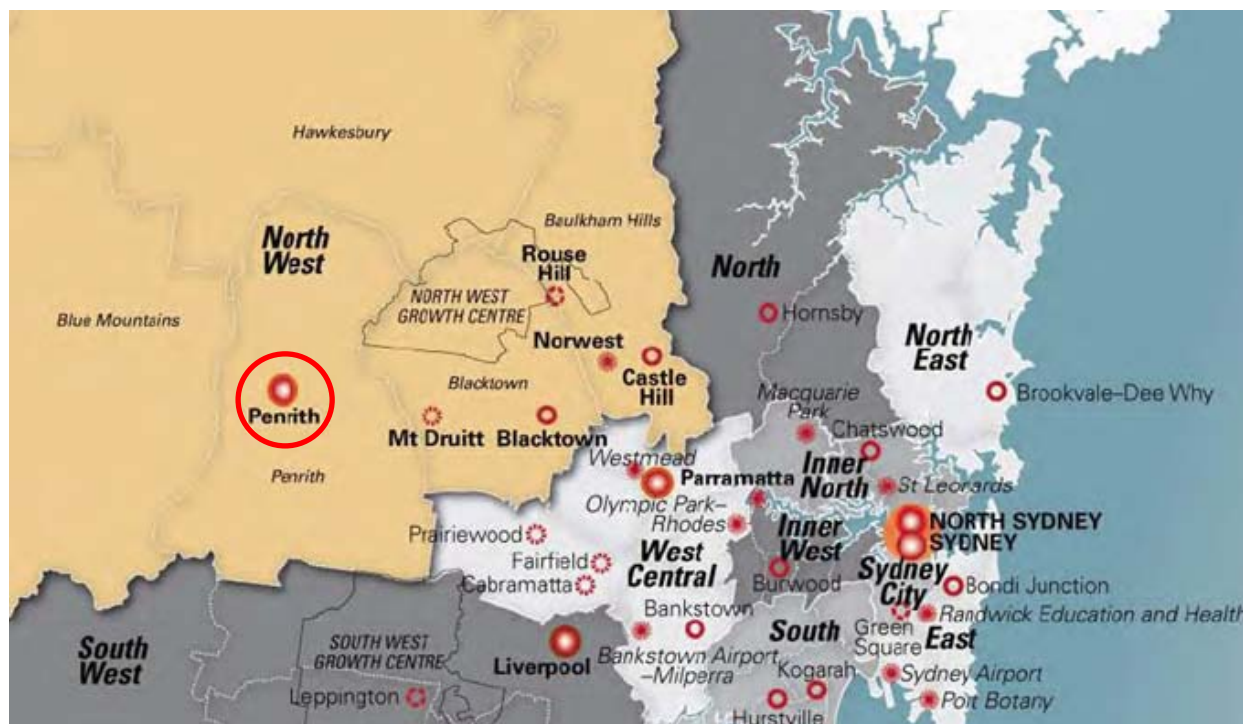 Hawkesbury
Baulkham Hills
North
West
Rouse
Hill
NORTH WEST
GROWTH CENTRE
Blue Mountains
Norwest
Castle
Hill
Blacktown
Penrith
Mt Druitt
Blacktown
Penrith
North
Hornsby
North
East
Brookvale–Dee Why
Macquarie
Park
Chatswood
Inner
North
St Leonards
Westmead
Parramatta
Olympic Park–
Rhodes
Inner
West
NORTH SYDNEY
SYDNEY
Prairiewood
Fairfield
Cabramatta
West
Central
Burwood
Sydney
City
Bondi Junction
Bankstown
Randwick Education and Health
Green
Square
East
South
West
SOUTH WEST
GROWTH CENTRE
Liverpool
Bankstown Airport
–Milperra
South
Kogarah
Sydney Airport
Leppington
Port Botany
Hurstville